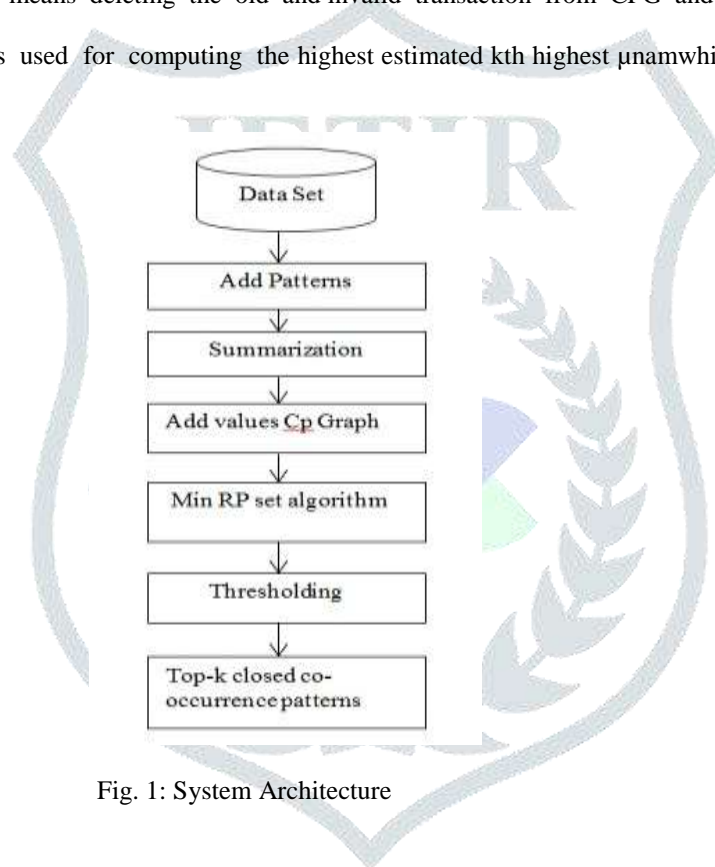 means deleting the old and invalid transaction from CPG and
used for computing the highest estimated kth highest µnamwhi
JETIR
Data Set
Add Patterns
Summarization
Add values Cp Graph
Min RP set algorithm
Thresholding
Top-k closed co-
occurrence patterns
Fig. 1: System Architecture